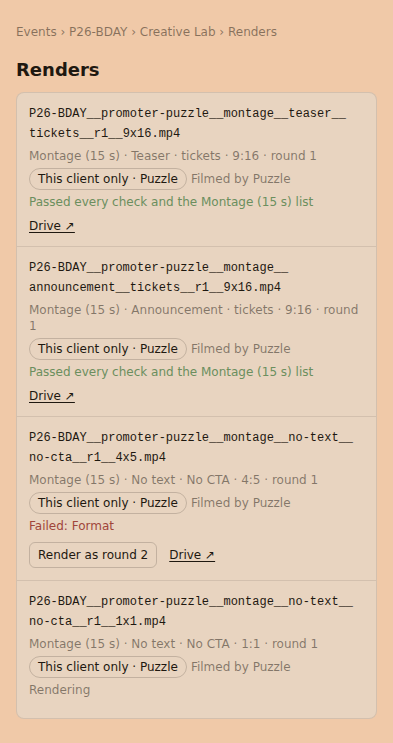 Events › P26-BDAY › Creative Lab › Renders
Renders
P26-BDAY__promoter-puzzle__montage__teaser__
tickets__r1__9x16.mp4
Montage (15 s) · Teaser · tickets · 9:16 · round 1
This client only · Puzzle Filmed by Puzzle
Passed every check and the Montage (15 s) list
Drive ↗
P26-BDAY__promoter-puzzle__montage__
announcement__tickets__r1__9x16.mp4
Montage (15 s) · Announcement · tickets · 9:16 · round
1
This client only · Puzzle Filmed by Puzzle
Passed every check and the Montage (15 s) list
Drive ↗
P26-BDAY__promoter-puzzle__montage__no-text__
no-cta__r1__4x5.mp4
Montage (15 s) · No text · No CTA · 4:5 · round 1
This client only · Puzzle Filmed by Puzzle
Failed: Format
Render as round 2 Drive ↗
P26-BDAY__promoter-puzzle__montage__no-text__
no-cta__r1__1x1.mp4
Montage (15 s) · No text · No CTA · 1:1 · round 1
This client only · Puzzle Filmed by Puzzle
Rendering